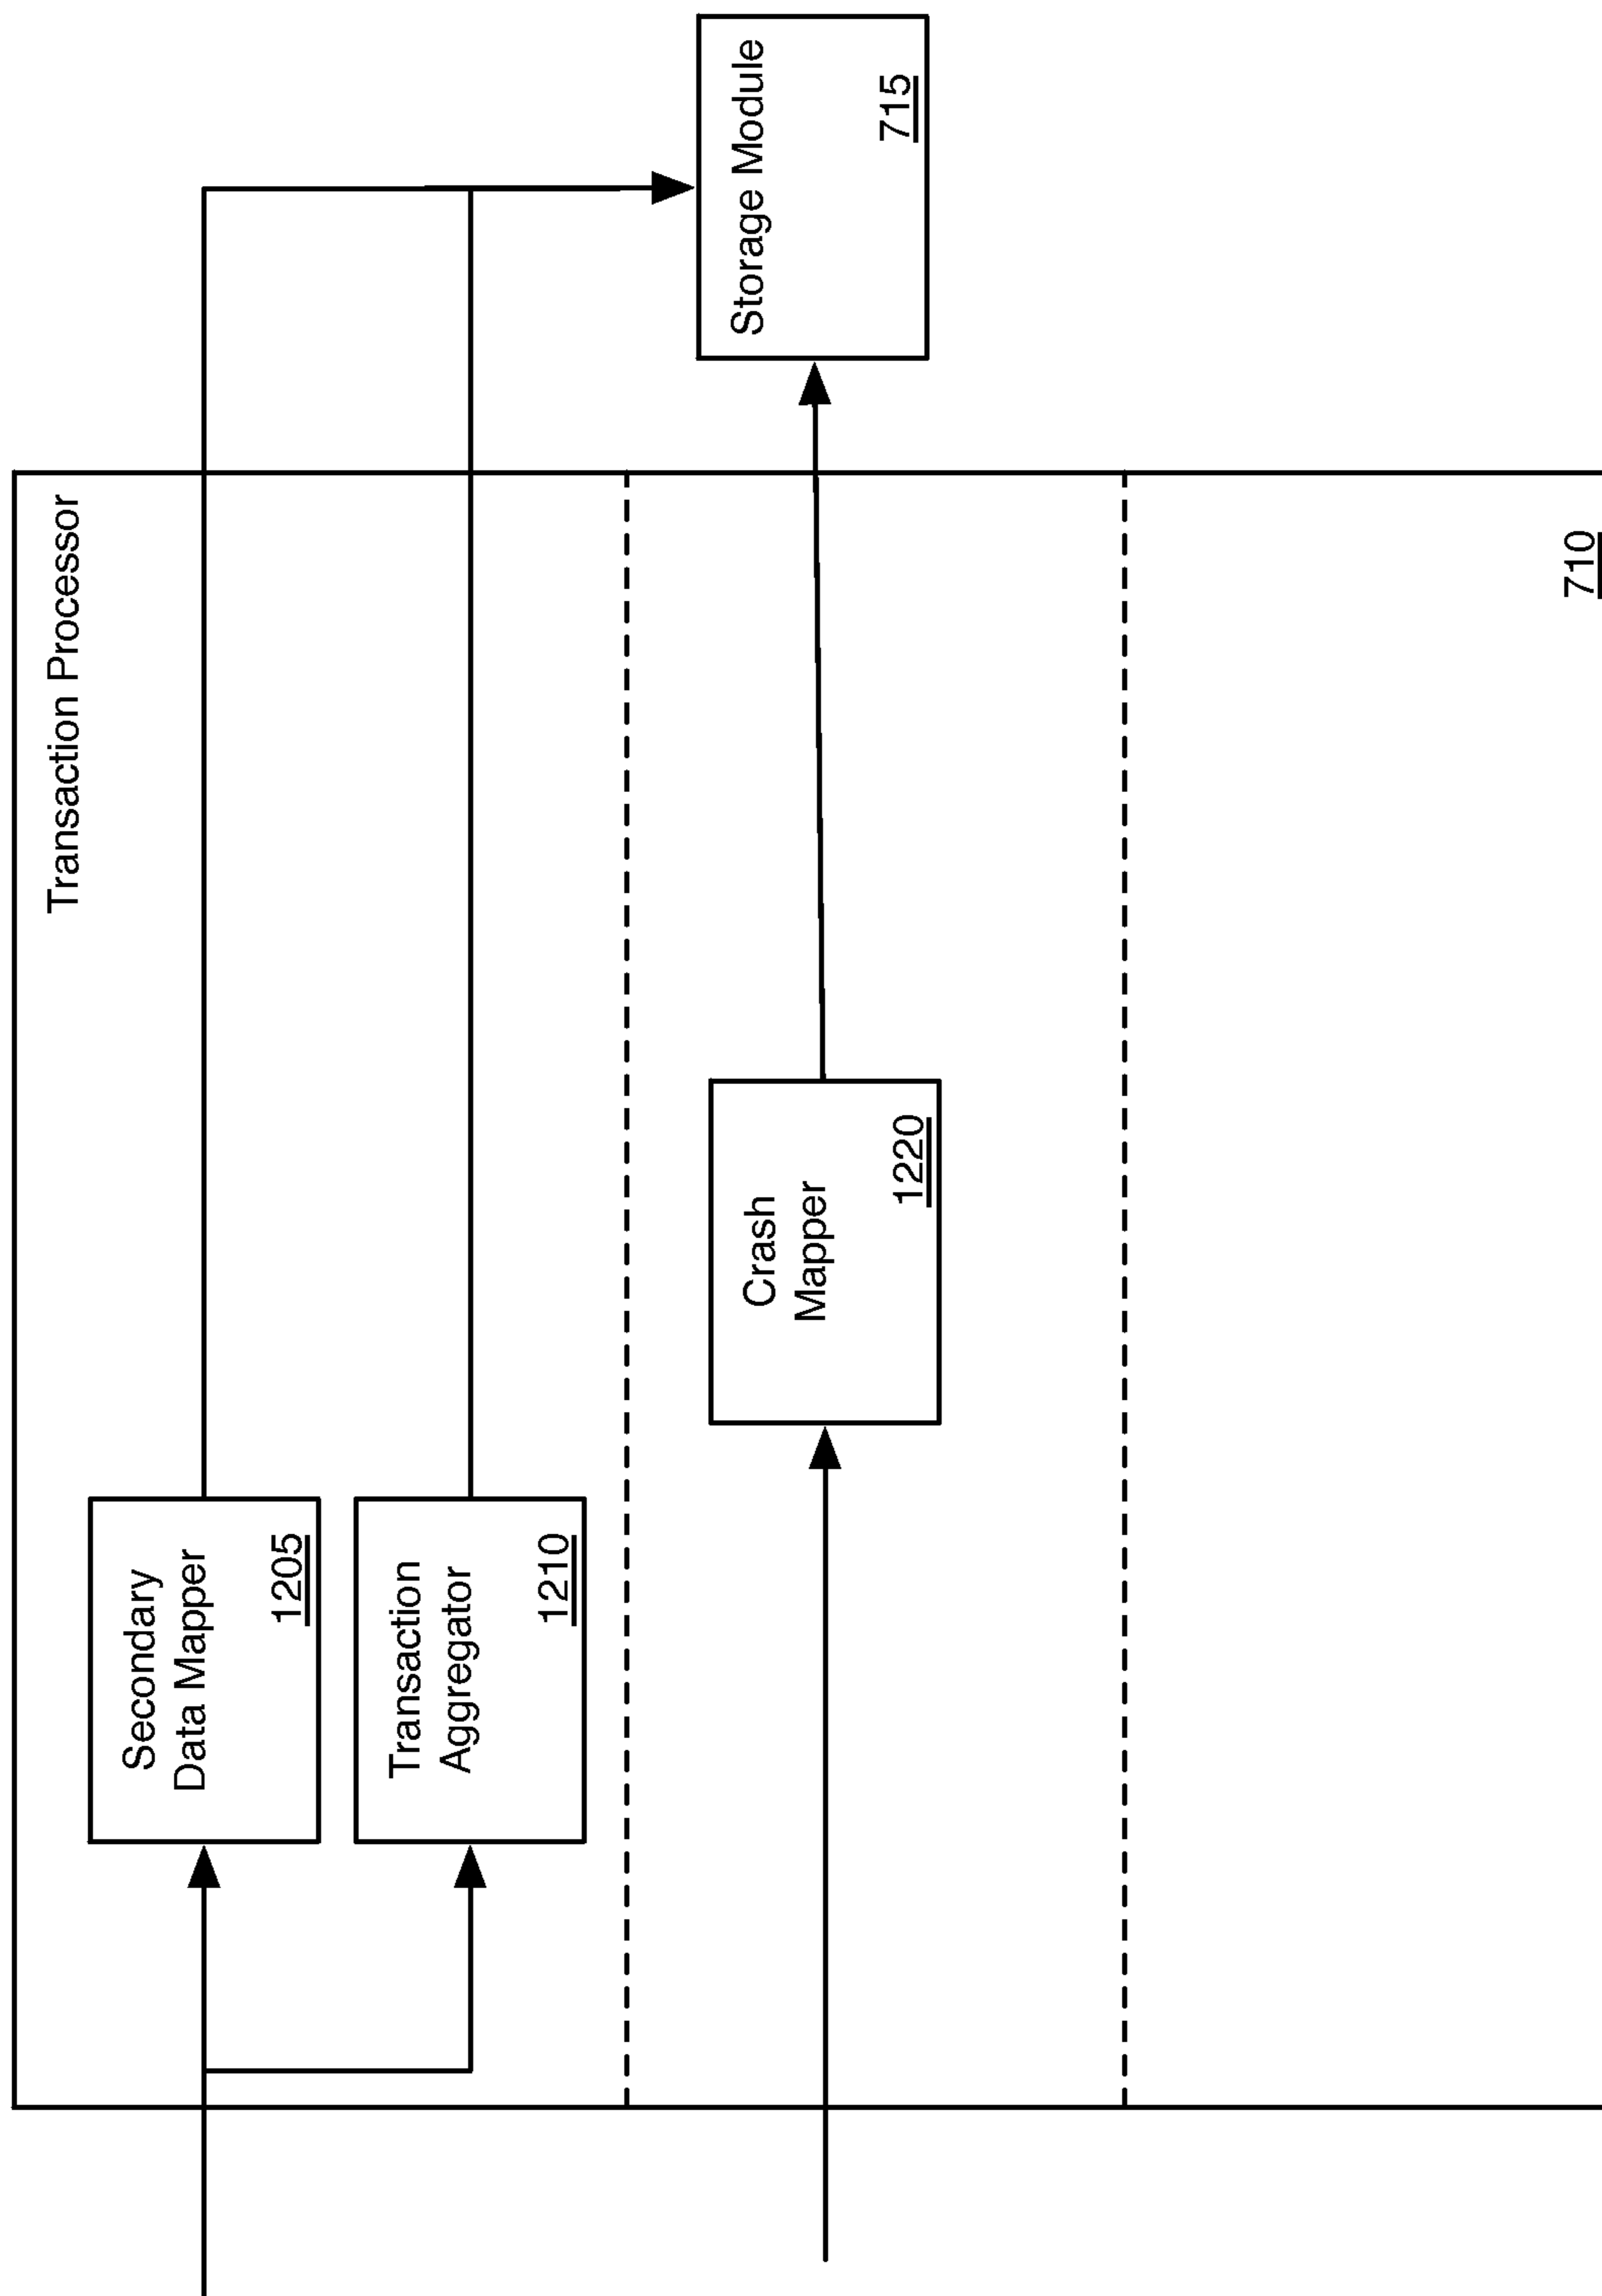 Transaction Processor
Secondary
Data Mapper
1205
Transaction
Aggregator
1210
Crash
Mapper
1220
Storage Module
715
710